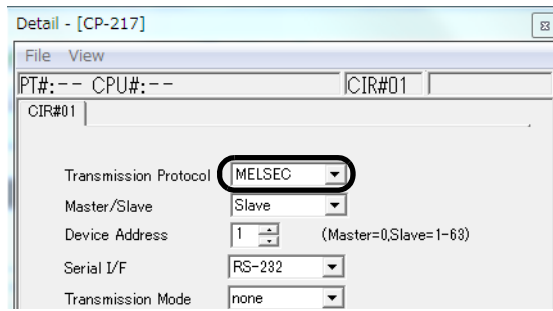 Detail - [CP-217]
File View
PT#:-- CPU#:-- CIR#01
CIR#01
Transmission Protocol MELSEC
Master/Slave Slave
Device Address 1 (Master=0,Slave=1-63)
Serial I/F RS-232
Transmission Mode none